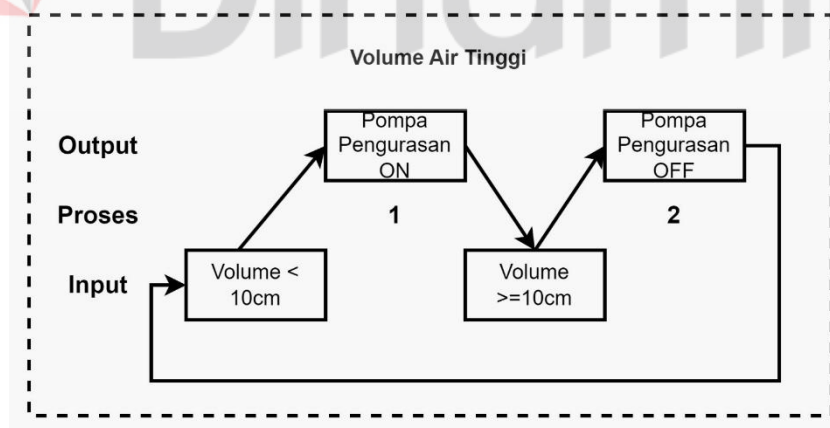 Volume Air Tinggi
Output
Pompa
Pengurasan
ON
Pompa
Pengurasan
OFF
Proses
1
2
Input
Volume <
10cm
Volume
>=10cm